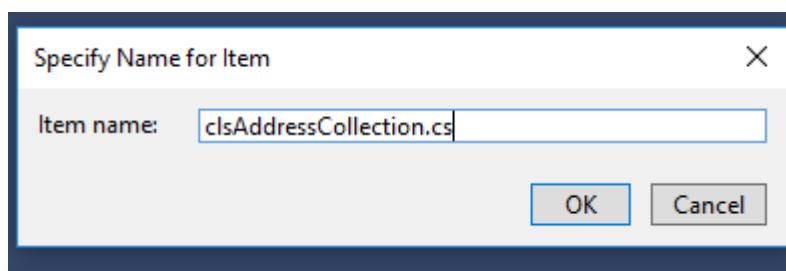 Specify Name for Item
Item name: clsAddressCollection.cs
OK Cancel